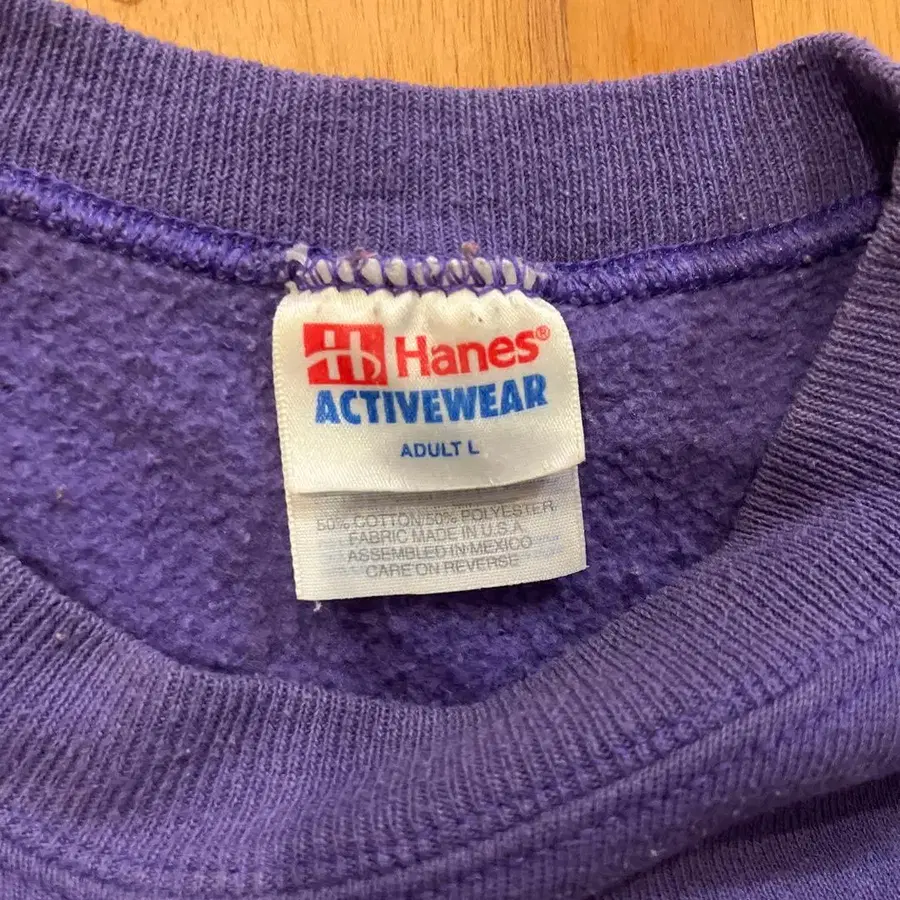 Hanes®
ACTIVEWEAR
ADULT L
50% COTTON/50% POLYESTER
FABRIC MADE IN U.S.A
ASSEMBLED IN MEXICO
CARE ON REVERSE